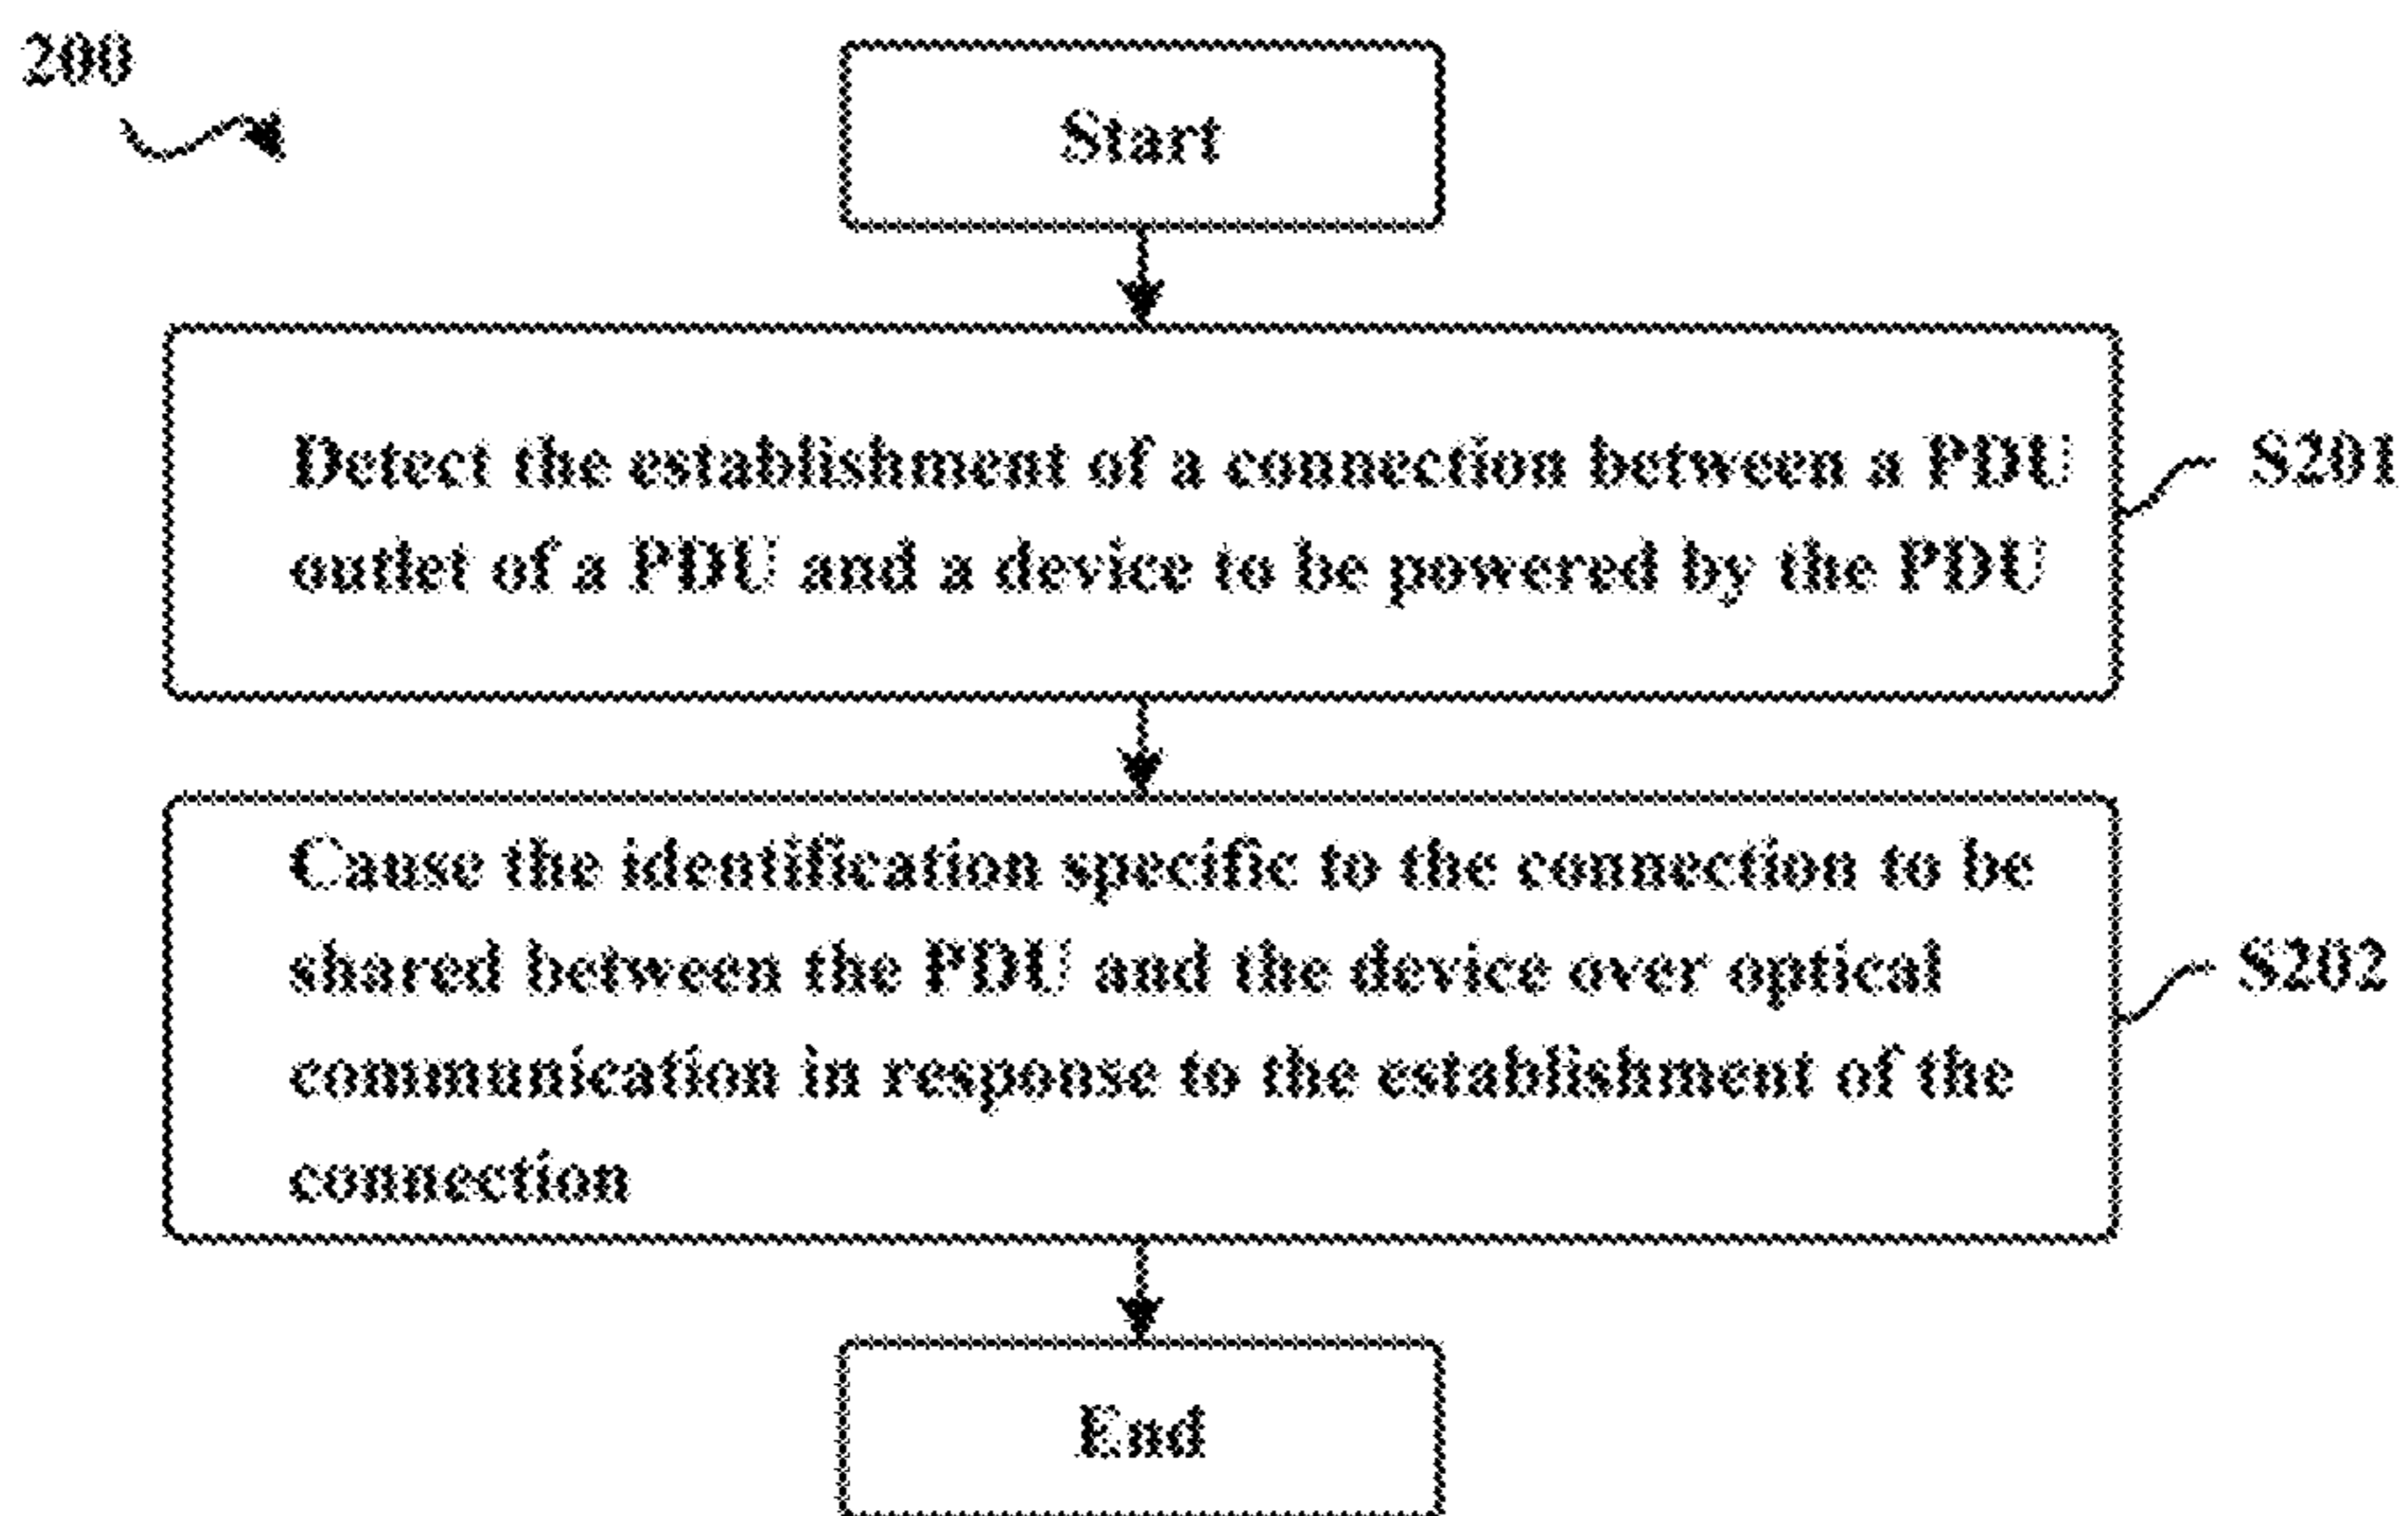 200
Start
Detect the establishment of a connection between a PDU
outlet of a PDU and a device to be powered by the PDU
S201
Cause the identification specific to the connection to be
shared between the PDU and the device over optical
communication in response to the establishment of the
connection
S202
End